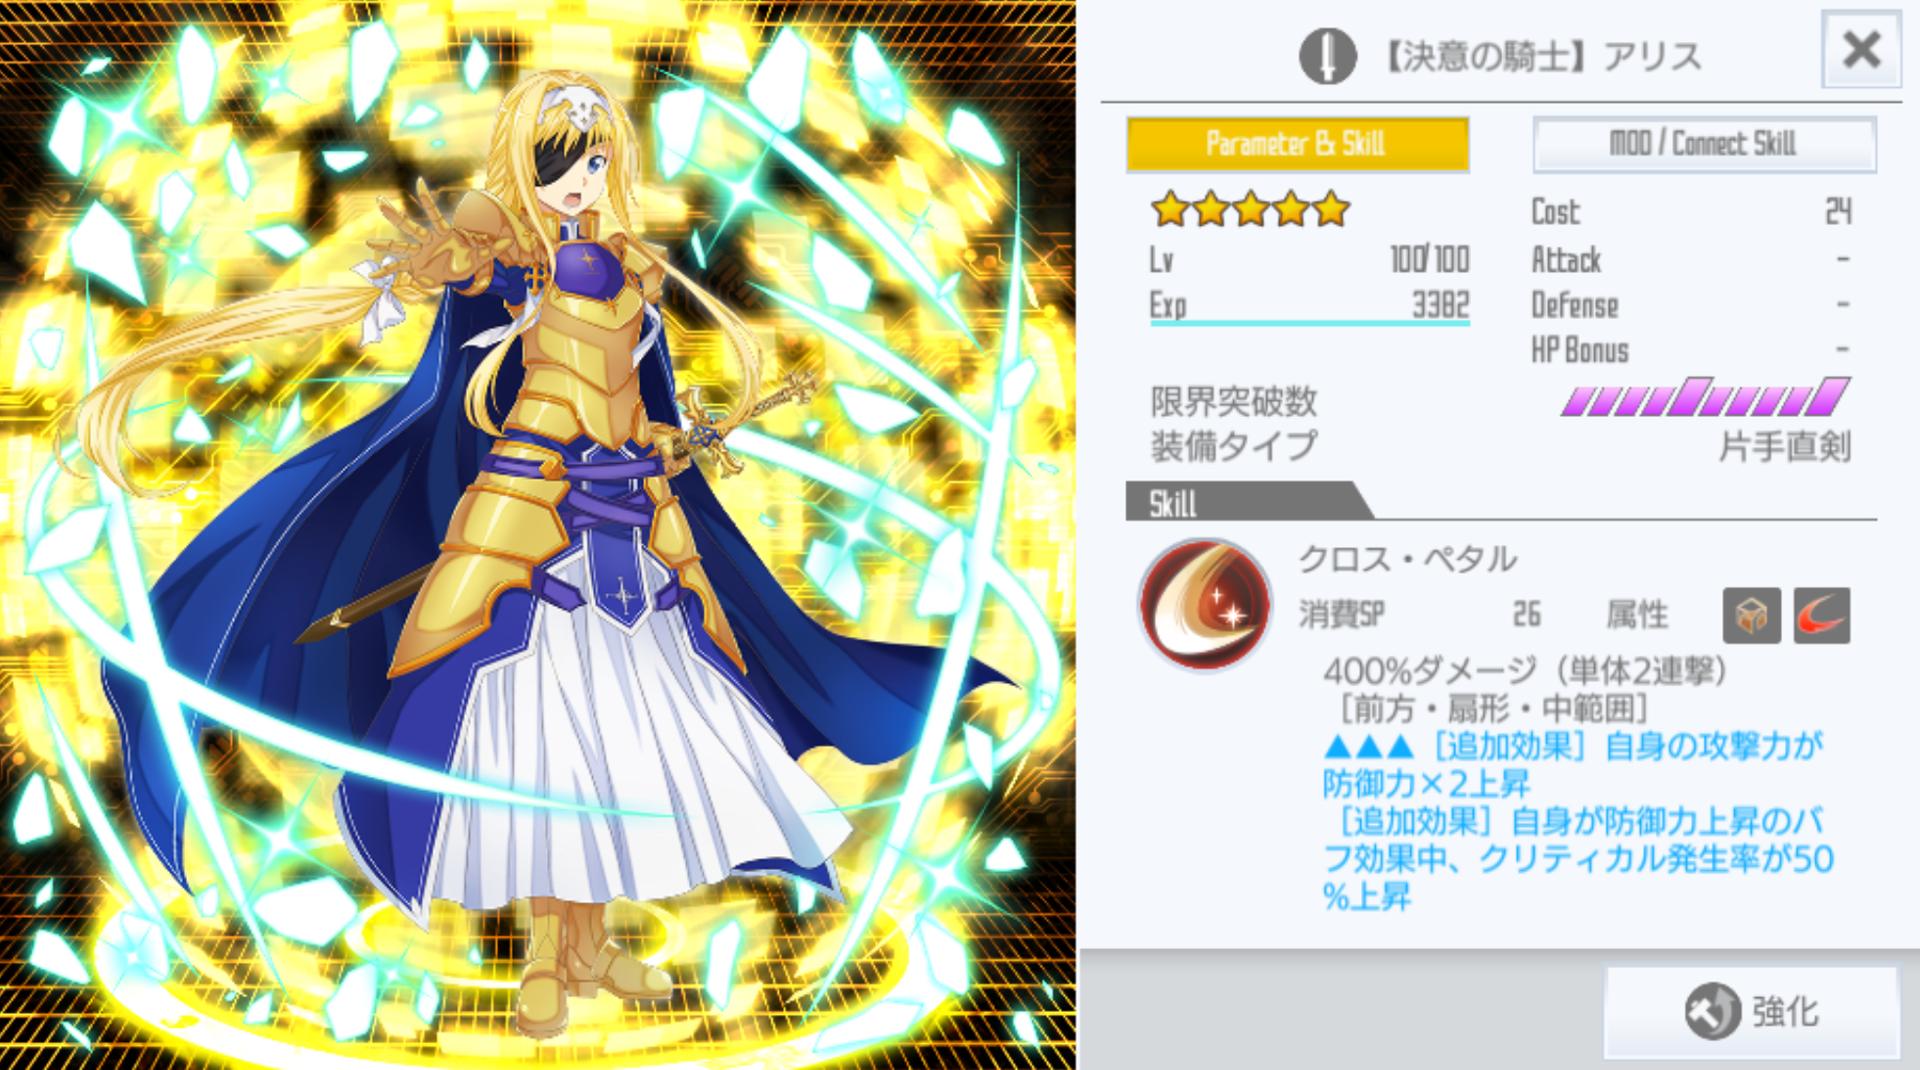 【決意の騎士】アリス
Parameter & Skill
MOD / Connect Skill
Lv 100/100
Exp 3382
Cost 24
Attack -
Defense -
HP Bonus -
限界突破数
装備タイプ 片手直剣
Skill
クロス・ペタル
消費SP 26 属性
400%ダメージ（単体2連撃）
［前方・扇形・中範囲］
▲▲▲［追加効果］自身の攻撃力が
防御力×2上昇
［追加効果］自身が防御力上昇のバ
フ効果中、クリティカル発生率が50
%上昇
強化